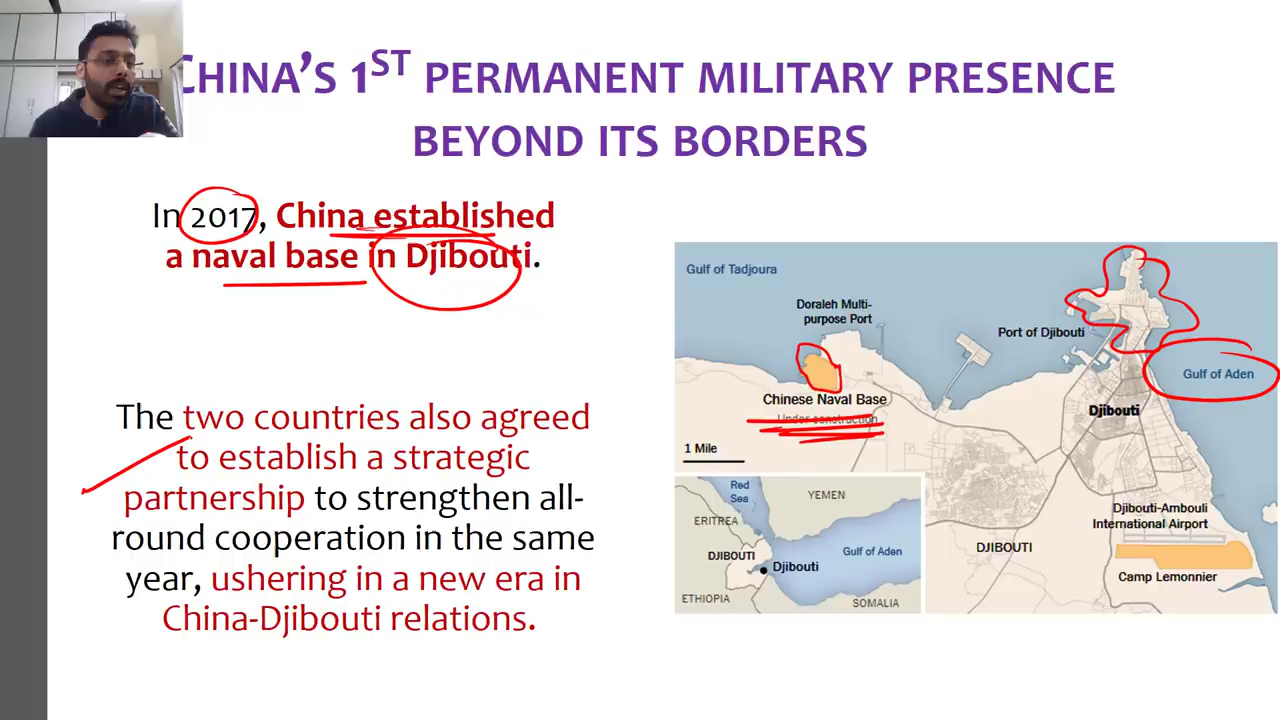 CHINA'S 1ST PERMANENT MILITARY PRESENCE
BEYOND ITS BORDERS
In 2017, China established
a naval base in Djibouti.
The two countries also agreed
to establish a strategic
partnership to strengthen all-
round cooperation in the same
year, ushering in a new era in
China-Djibouti relations.
Gulf of Tadjoura
Doraleh Multi-
purpose Port
Port of Djibouti
Gulf of Aden
Chinese Naval Base
Under construction
Djibouti
1 Mile
Djibouti-Ambouli
International Airport
DJIBOUTI
Camp Lemonnier
Red
Sea
YEMEN
ERITREA
DJIBOUTI
Gulf of Aden
Djibouti
ETHIOPIA
SOMALIA